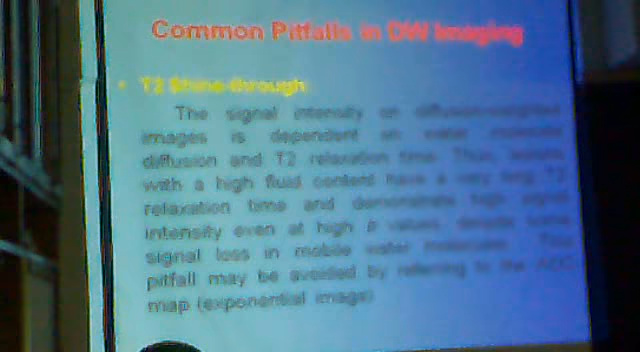 Common Pitfalls in DW Imaging
• T2 Shine-through
The signal intensity on diffusion-weighted
images is dependent on water molecule
diffusion and T2 relaxation time. Thus,
with a high fluid content have a very long T2
relaxation time and demonstrate high signal
intensity even at high b values, despite some
signal loss in mobile water molecules. This
pitfall may be avoided by referring to the ADC
map (exponential image)